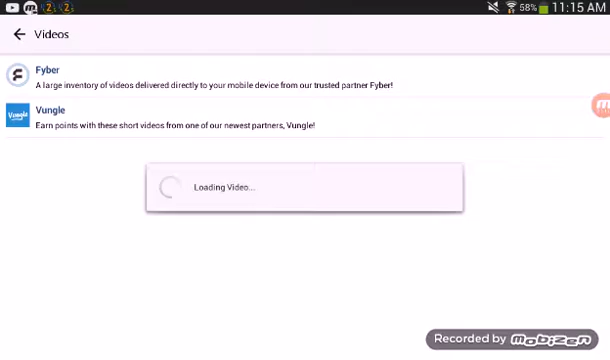 58% 11:15 AM
Videos
Fyber
A large inventory of videos delivered directly to your mobile device from our trusted partner Fyber!
Vungle
Vungle
Earn points with these short videos from one of our newest partners, Vungle!
Loading Video...
Recorded by mobizen